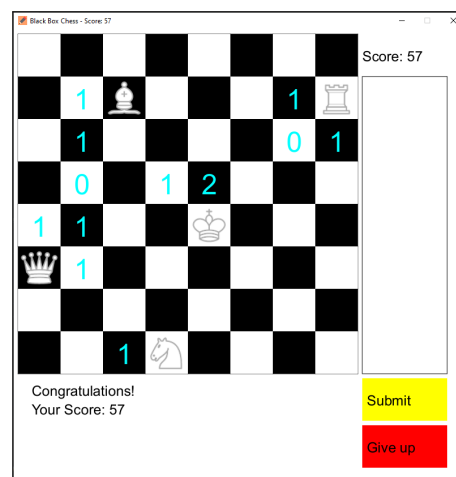 Black Box Chess - Score: 57
Score: 57
1 1
1 0 1
0 1 2
1 1
1
1
Congratulations!
Your Score: 57
Submit
Give up